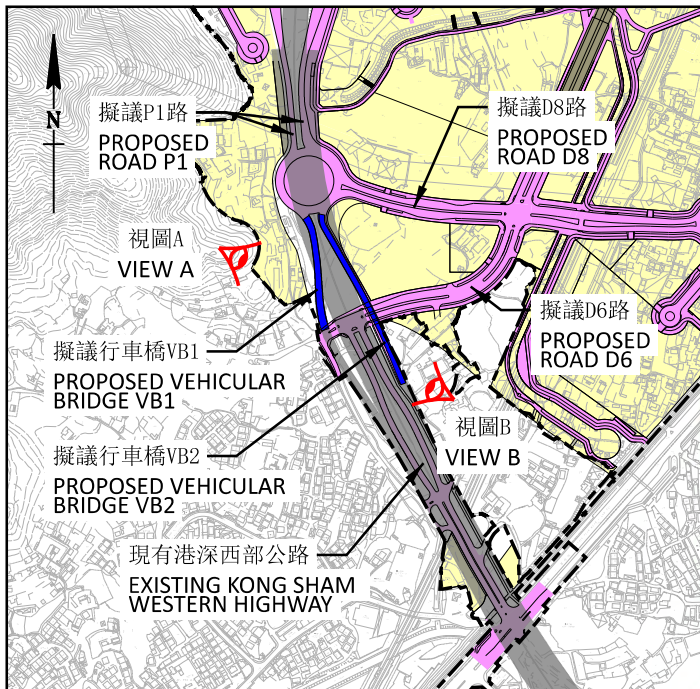 擬議P1路
PROPOSED
ROAD P1
擬議D8路
PROPOSED
ROAD D8
N
視圖A
VIEW A
擬議D6路
PROPOSED
ROAD D6
擬議行車橋VB1
PROPOSED VEHICULAR
BRIDGE VB1
視圖B
VIEW B
擬議行車橋VB2
PROPOSED VEHICULAR
BRIDGE VB2
現有港深西部公路
EXISTING KONG SHAM
WESTERN HIGHWAY